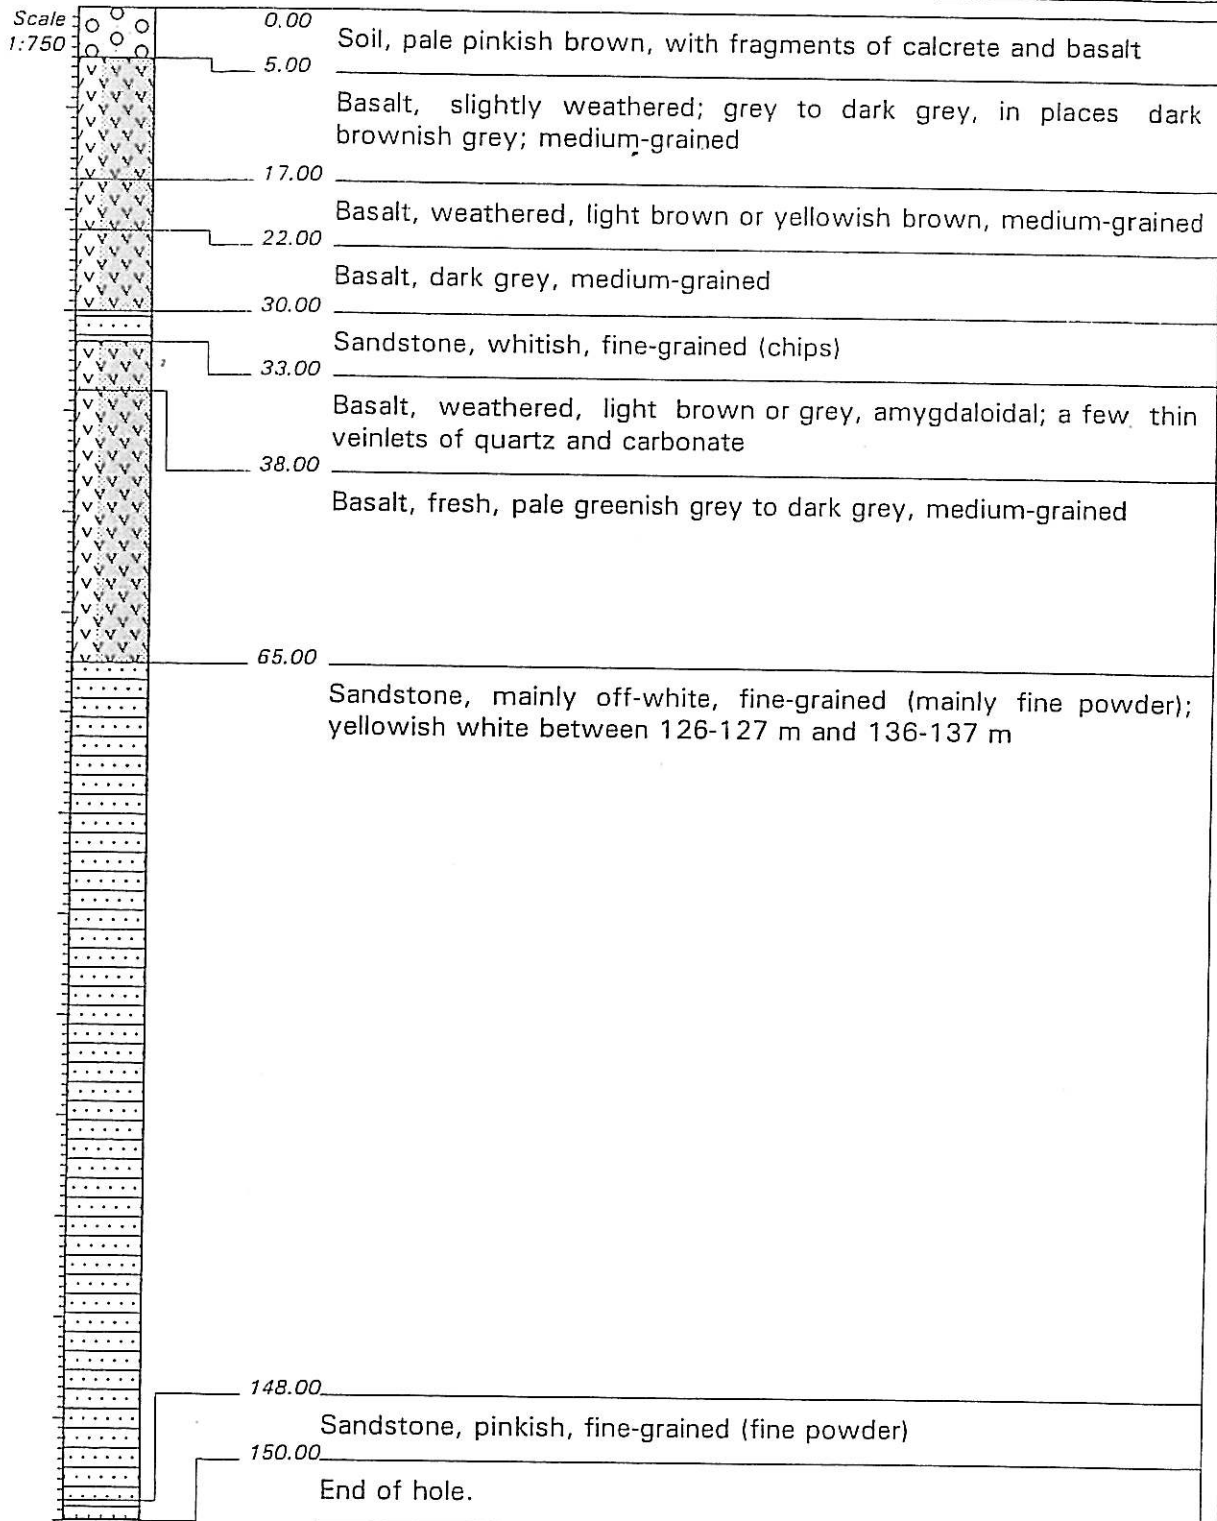 Scale
1:750
0.00
Soil, pale pinkish brown, with fragments of calcrete and basalt
5.00
Basalt, slightly weathered; grey to dark grey, in places dark
brownish grey; medium-grained
17.00
Basalt, weathered, light brown or yellowish brown, medium-grained
22.00
Basalt, dark grey, medium-grained
30.00
Sandstone, whitish, fine-grained (chips)
33.00
Basalt, weathered, light brown or grey, amygdaloidal; a few thin
veinlets of quartz and carbonate
38.00
Basalt, fresh, pale greenish grey to dark grey, medium-grained
65.00
Sandstone, mainly off-white, fine-grained (mainly fine powder);
yellowish white between 126-127 m and 136-137 m
148.00
Sandstone, pinkish, fine-grained (fine powder)
150.00
End of hole.